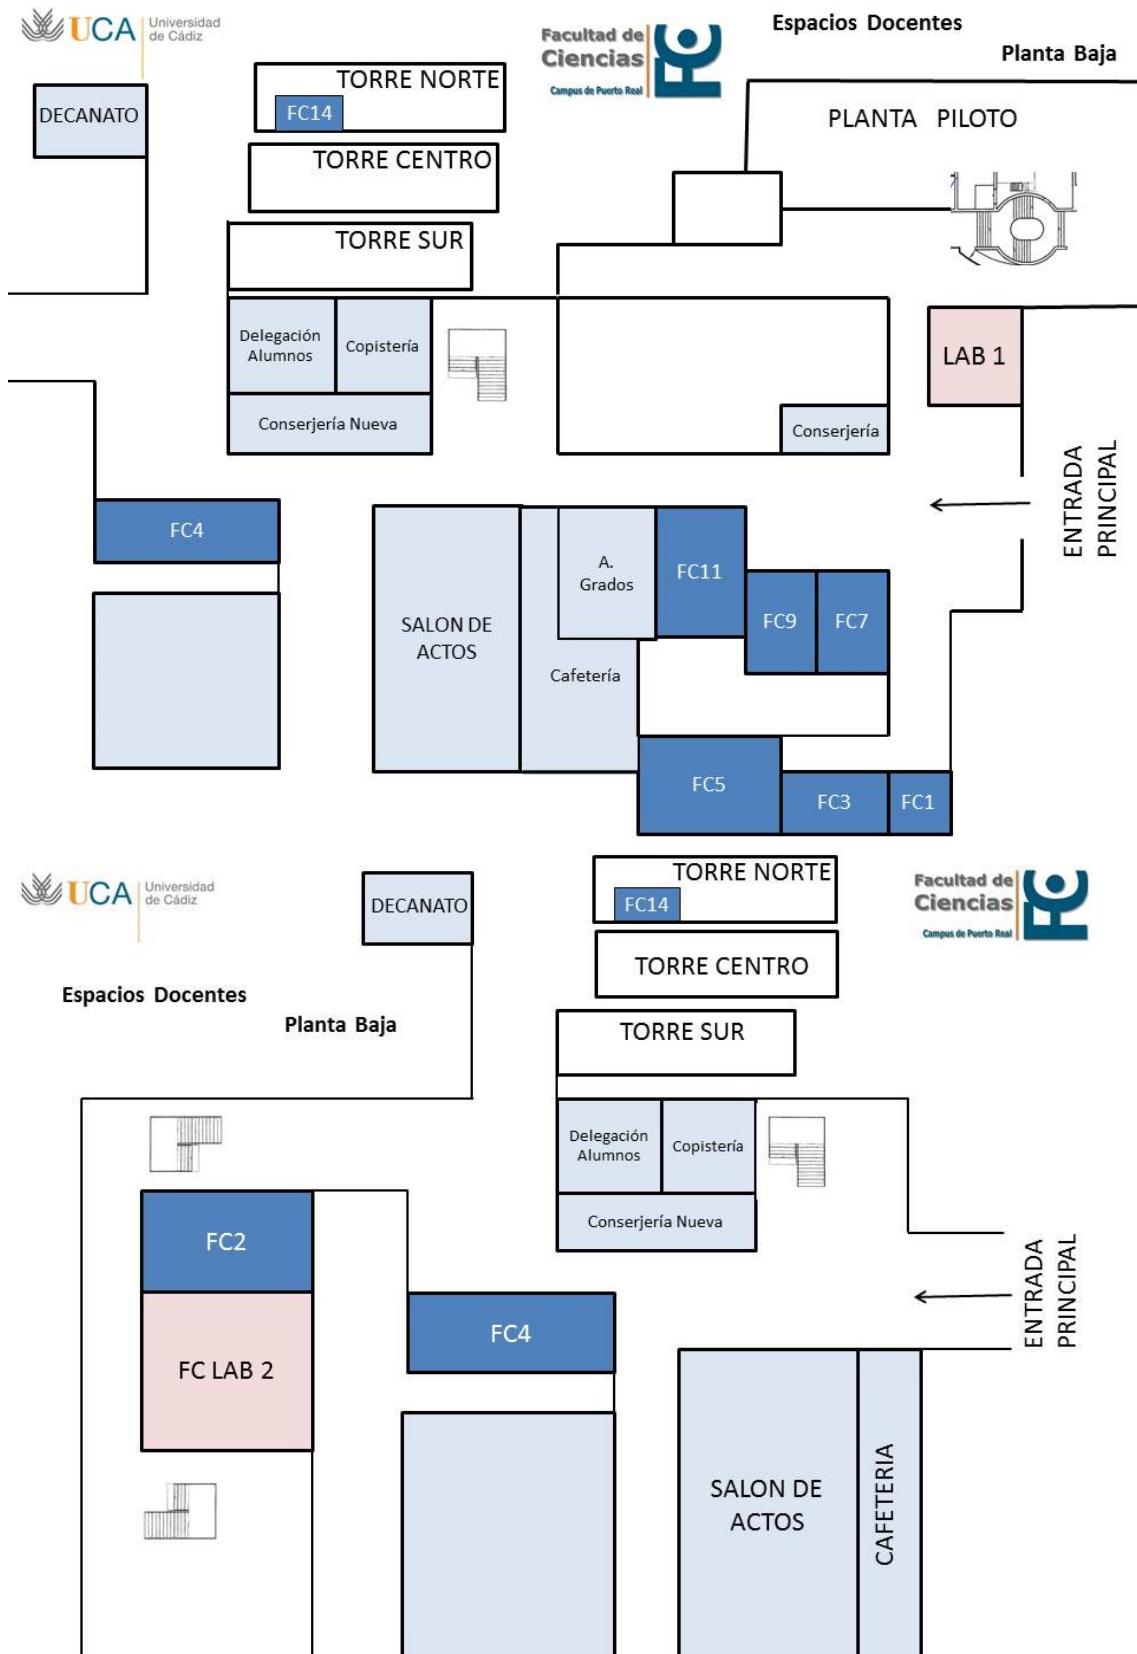 UCA
Universidad
de Cádiz
Facultad de
Ciencias
Campus de Puerto Real
FC
Espacios Docentes
Planta Baja
DECANATO
TORRE NORTE
FC14
PLANTA PILOTO
TORRE CENTRO
TORRE SUR
Delegación
Alumnos
Copistería
LAB 1
Conserjería Nueva
Conserjería
ENTRADA
PRINCIPAL
FC4
A.
Grados
FC11
SALON DE
ACTOS
FC9
FC7
Cafetería
FC5
FC3
FC1
UCA
Universidad
de Cádiz
DECANATO
TORRE NORTE
FC14
Facultad de
Ciencias
Campus de Puerto Real
FC
TORRE CENTRO
Espacios Docentes
Planta Baja
TORRE SUR
Delegación
Alumnos
Copistería
Conserjería Nueva
FC2
ENTRADA
PRINCIPAL
FC4
FC LAB 2
SALON DE
ACTOS
CAFETERIA